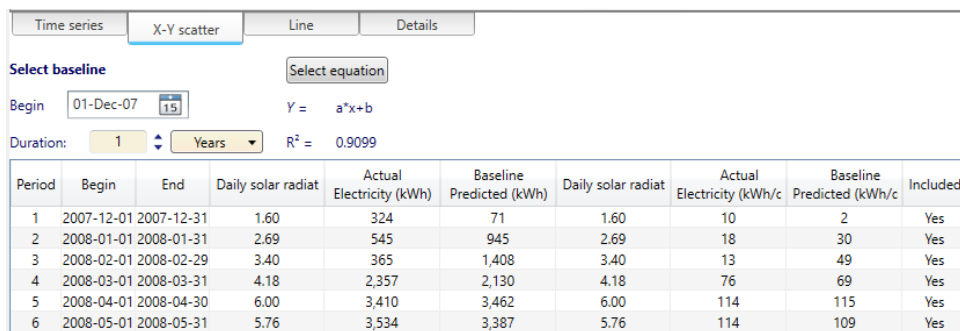 Time series X-Y scatter Line Details
Select baseline Select equation
Begin 01-Dec-07 15 Y = a*x+b
Duration: 1 Years R² = 0.9099
Period Begin End Daily solar radiat Actual Electricity (kWh) Baseline Predicted (kWh) Daily solar radiat Actual Electricity (kWh/c Baseline Predicted (kWh/c Included
1 2007-12-01 2007-12-31 1.60 324 71 1.60 10 2 Yes
2 2008-01-01 2008-01-31 2.69 545 945 2.69 18 30 Yes
3 2008-02-01 2008-02-29 3.40 365 1,408 3.40 13 49 Yes
4 2008-03-01 2008-03-31 4.18 2,357 2,130 4.18 76 69 Yes
5 2008-04-01 2008-04-30 6.00 3,410 3,462 6.00 114 115 Yes
6 2008-05-01 2008-05-31 5.76 3,534 3,387 5.76 114 109 Yes